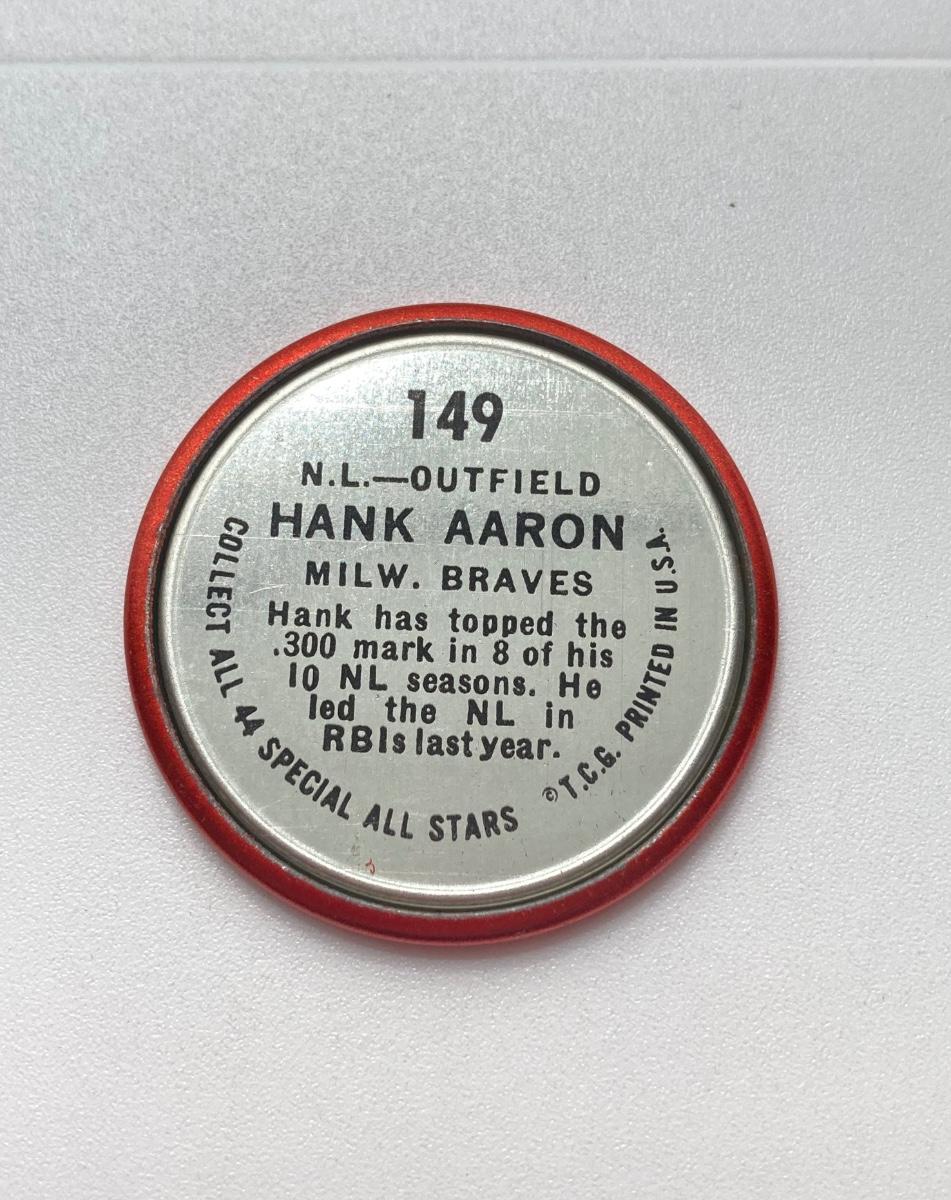 149
N.L.—OUTFIELD
HANK AARON
MILW. BRAVES
Hank has topped the
.300 mark in 8 of his
10 NL seasons. He
led the NL in
RBIs last year.
COLLECT ALL 44 SPECIAL ALL STARS
© T.C.G. PRINTED IN U.S.A.